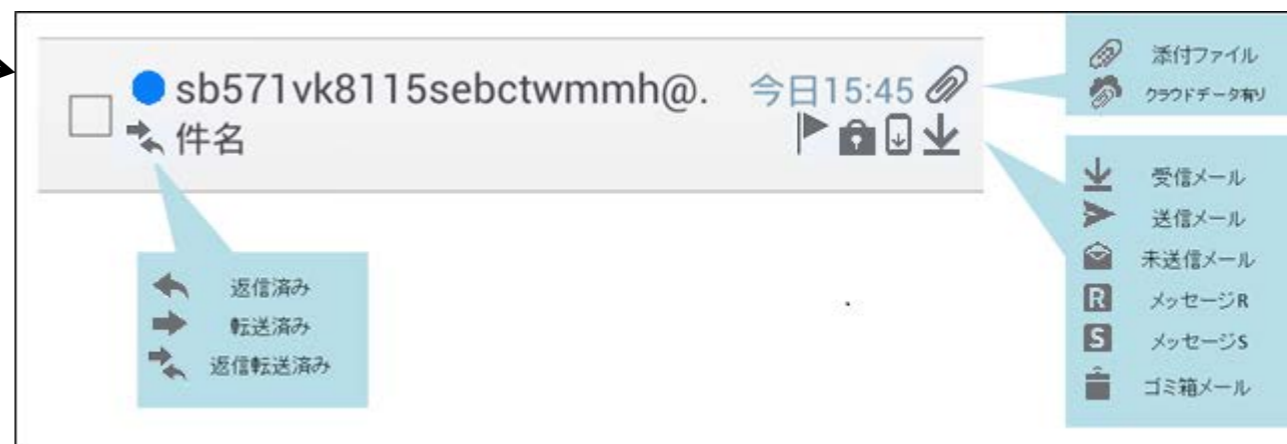 sb571vk8115sebctwmmh@.
今日15:45
件名
添付ファイル
クラウドデータ有り
受信メール
送信メール
未送信メール
R メッセージR
S メッセージS
ゴミ箱メール
返信済み
転送済み
返信転送済み